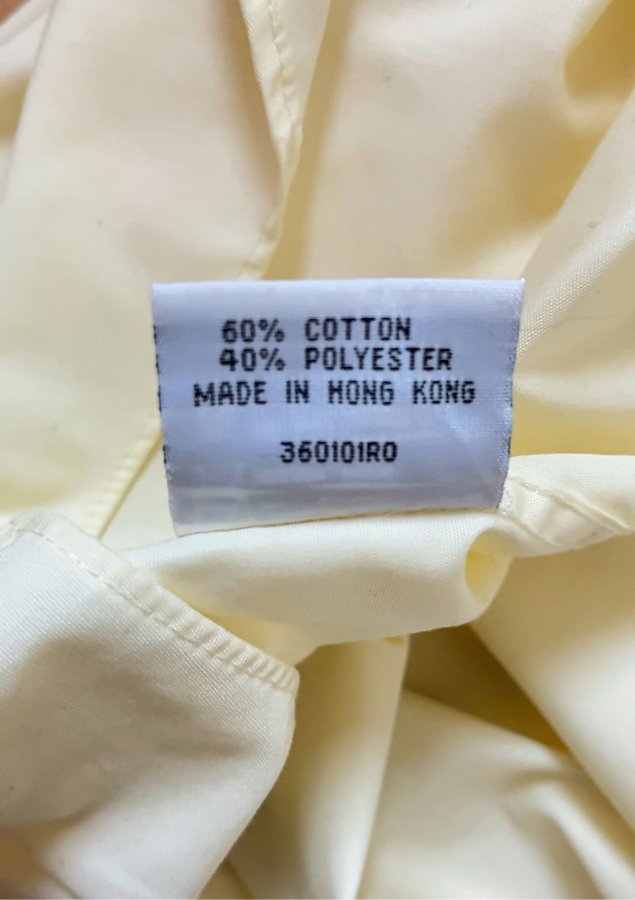 60% COTTON
40% POLYESTER
MADE IN HONG KONG
360101RO